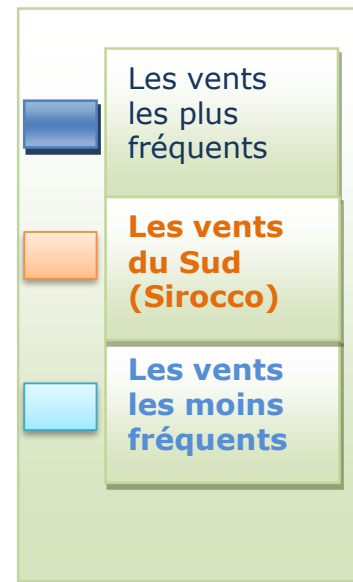 Les vents
les plus
fréquents
Les vents
du Sud
(Sirocco)
Les vents
les moins
fréquents